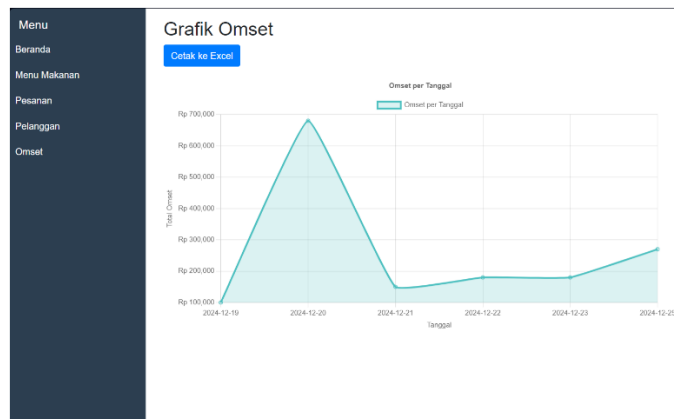 Menu
Beranda
Menu Makanan
Pesanan
Pelanggan
Omset
Grafik Omset
Cetak ke Excel
Omset per Tanggal
Omset per Tanggal
Rp 700,000
Rp 600,000
Rp 500,000
Rp 400,000
Rp 300,000
Rp 200,000
Rp 100,000
Total Omset
2024-12-19 2024-12-20 2024-12-21 2024-12-22 2024-12-23 2024-12-25
Tanggal